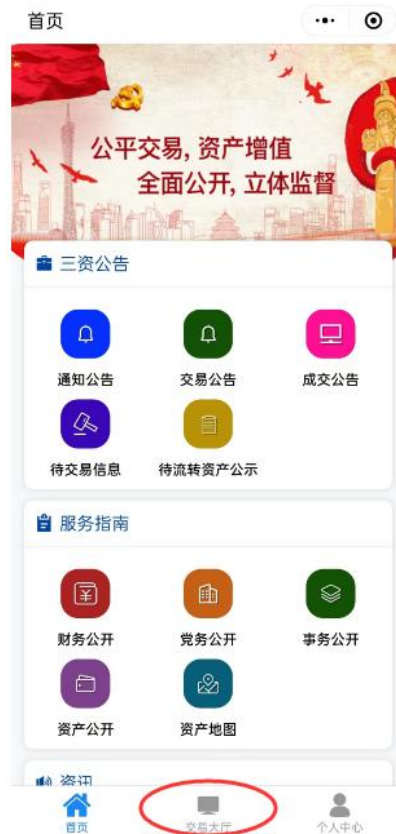 首页
公平交易, 资产增值
全面公开, 立体监督
三资公告
通知公告 交易公告 成交公告
待交易信息 待流转资产公示
服务指南
财务公开 党务公开 事务公开
资产公开 资产地图
资讯
首页 交易大厅 个人中心